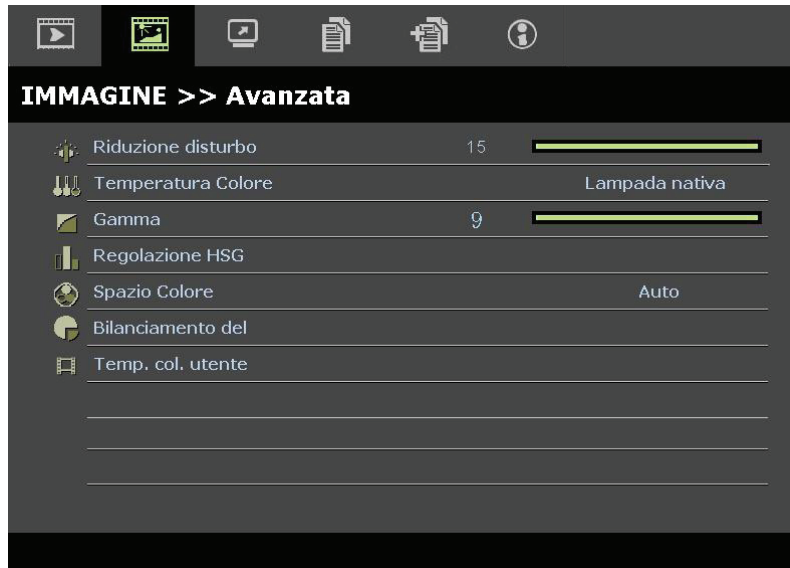 IMMAGINE >> Avanzata
Riduzione disturbo 15
Temperatura Colore Lampada nativa
Gamma 9
Regolazione HSG
Spazio Colore Auto
Bilanciamento del
Temp. col. utente